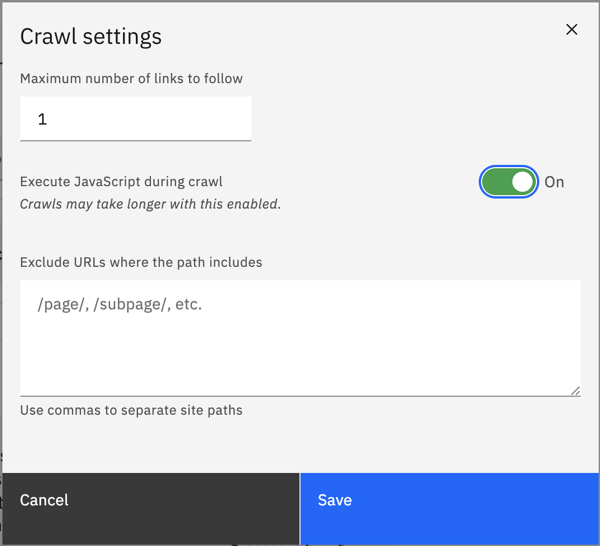 Crawl settings
Maximum number of links to follow
1
Execute JavaScript during crawl
On
Crawls may take longer with this enabled.
Exclude URLs where the path includes
/page/, /subpage/, etc.
Use commas to separate site paths
Cancel
Save